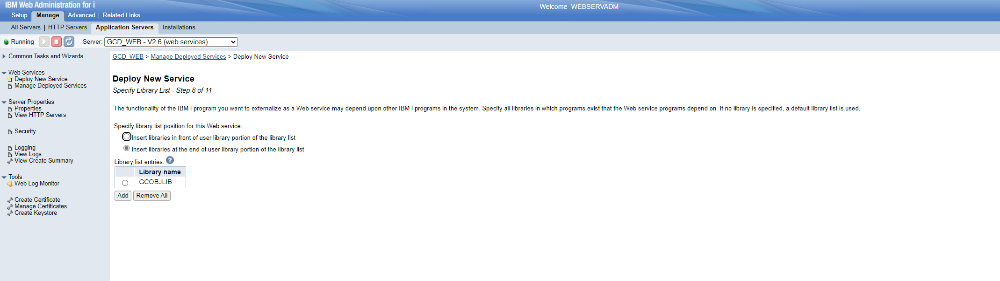 IBM Web Administration for i
Welcome WEBSERVADM
Setup Manage Advanced | Related Links
All Servers | HTTP Servers Application Servers Installations
Running Server: GCD_WEB - V2.6 (web services)
Common Tasks and Wizards
Web Services
Deploy New Service
Manage Deployed Services
Server Properties
Properties
View HTTP Servers
Security
Logging
View Logs
View Create Summary
Tools
Web Log Monitor
Create Certificate
Manage Certificates
Create Keystore
GCD_WEB > Manage Deployed Services > Deploy New Service
Deploy New Service
Specify Library List - Step 8 of 11
The functionality of the IBM i program you want to externalize as a Web service may depend upon other IBM i programs in the system. Specify all libraries in which programs exist that the Web service programs depend on. If no library is specified, a default library list is used.
Specify library list position for this Web service:
Insert libraries in front of user library portion of the library list
Insert libraries at the end of user library portion of the library list
Library list entries: ?
Library name
GCOBJLIB
Add Remove All